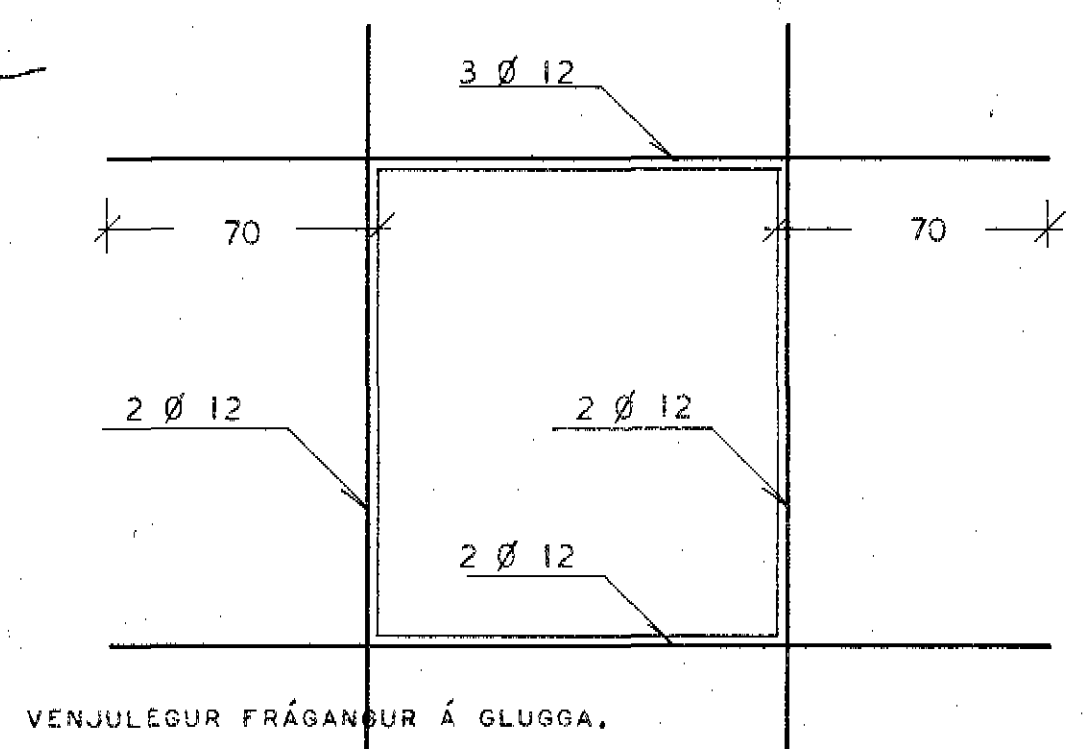 3 Ø 12
70
70
2 Ø 12
2 Ø 12
2 Ø 12
VENJULEGUR FRÁGANGUR Á GLUGGA.